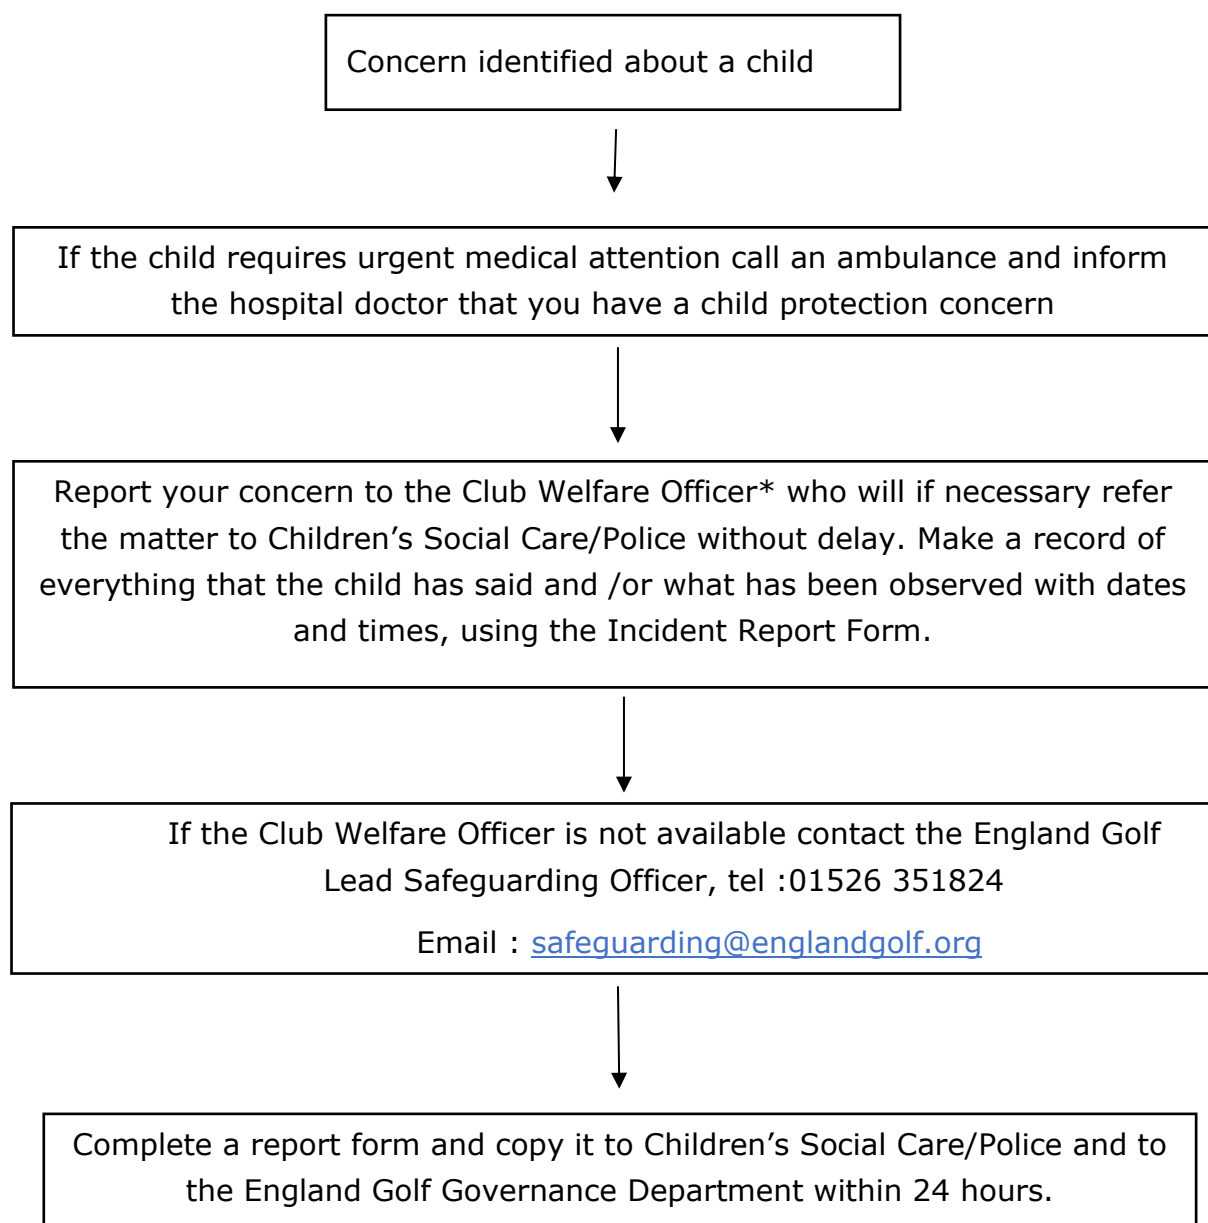 Concern identified about a child
If the child requires urgent medical attention call an ambulance and inform
the hospital doctor that you have a child protection concern
Report your concern to the Club Welfare Officer* who will if necessary refer
the matter to Children’s Social Care/Police without delay. Make a record of
everything that the child has said and /or what has been observed with dates
and times, using the Incident Report Form.
If the Club Welfare Officer is not available contact the England Golf
Lead Safeguarding Officer, tel :01526 351824
Email : safeguarding@englandgolf.org
Complete a report form and copy it to Children’s Social Care/Police and to
the England Golf Governance Department within 24 hours.